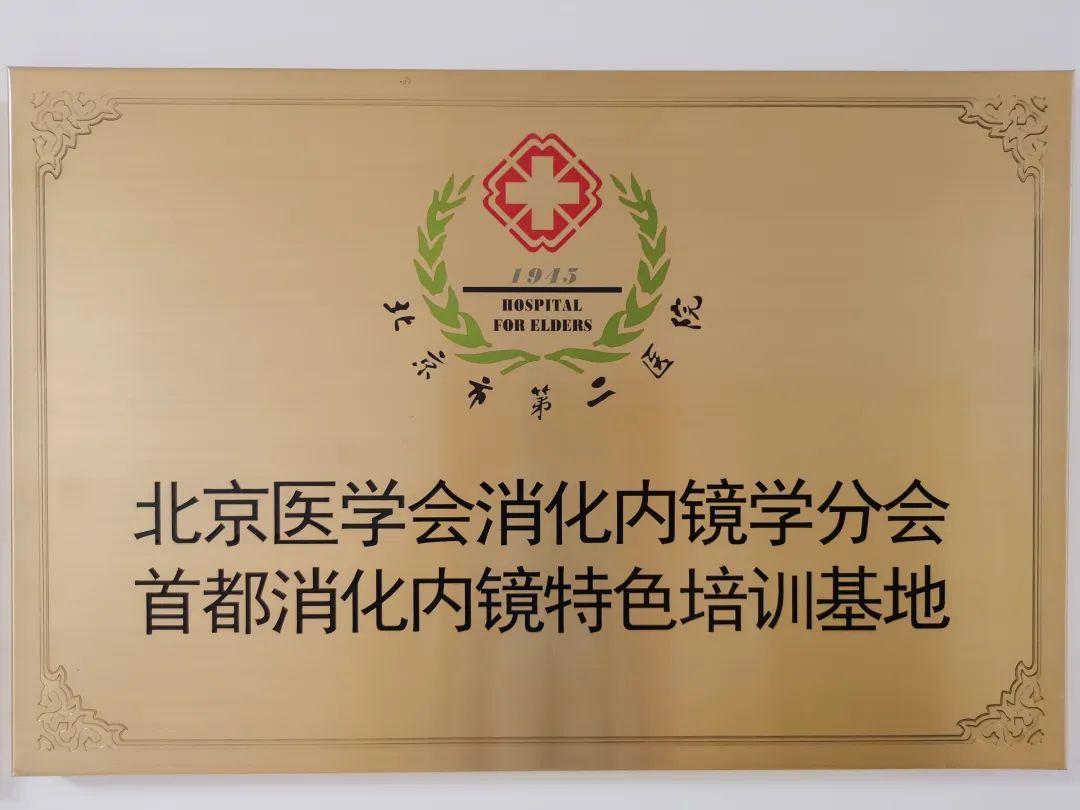 1945
HOSPITAL
FOR ELDERS
北京市第二医院
北京医学会消化内镜学分会
首都消化内镜特色培训基地